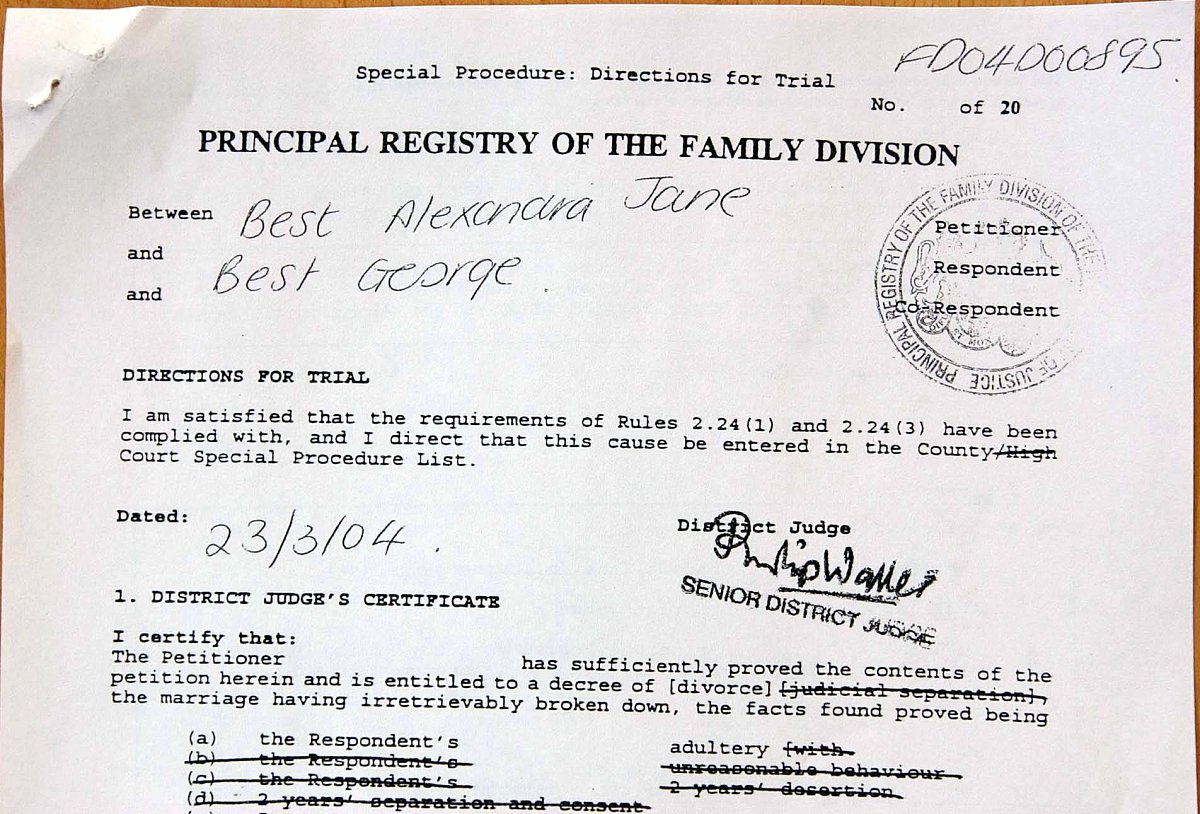 FD04D00895.
Special Procedure: Directions for Trial
No. of 20
PRINCIPAL REGISTRY OF THE FAMILY DIVISION
Between Best Alexandra Jane Petitioner
and Best George. Respondent
and Co-Respondent
PRINCIPAL REGISTRY OF THE FAMILY DIVISION OF THE OF JUSTICE
DIRECTIONS FOR TRIAL
I am satisfied that the requirements of Rules 2.24(1) and 2.24(3) have been
complied with, and I direct that this cause be entered in the County/High
Court Special Procedure List.
Dated: 23/3/04. District Judge
Philip Waller
SENIOR DISTRICT JUDGE
1. DISTRICT JUDGE'S CERTIFICATE
I certify that:
The Petitioner has sufficiently proved the contents of the
petition herein and is entitled to a decree of [divorce] [judicial separation],
the marriage having irretrievably broken down, the facts found proved being
(a) the Respondent's adultery [with
(b) the Respondent's unreasonable behaviour
(c) the Respondent's 2 years' desertion
(d) 2 years' separation and consent